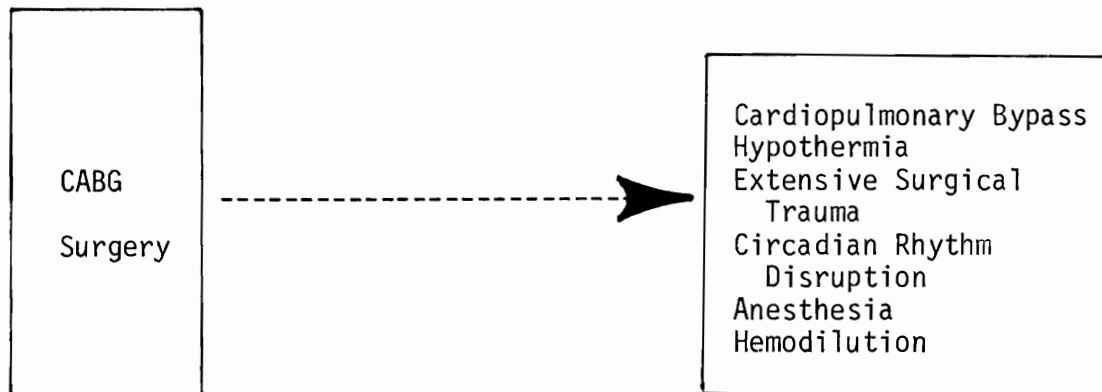 CABG
Surgery
Cardiopulmonary Bypass
Hypothermia
Extensive Surgical
Trauma
Circadian Rhythm
Disruption
Anesthesia
Hemodilution